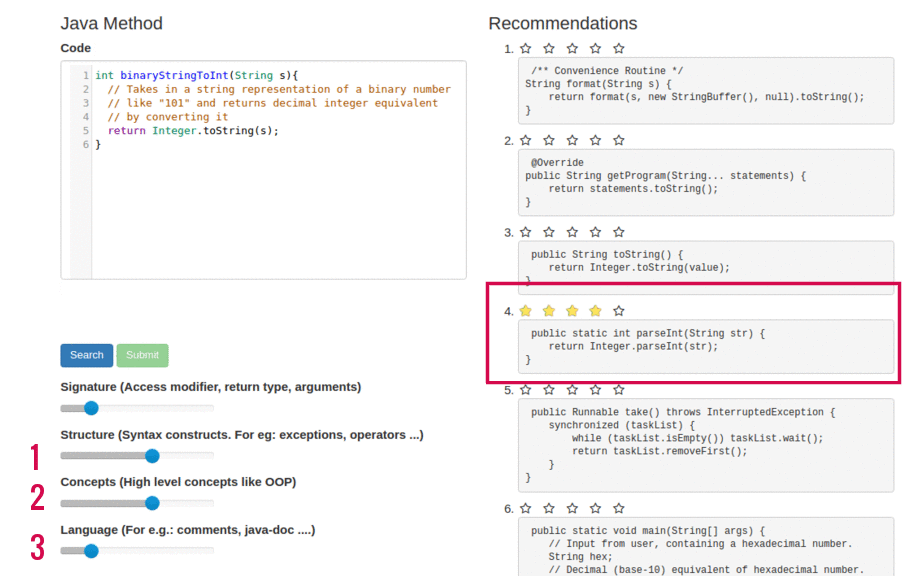 Java Method
Code
1 int binaryStringToInt(String s){
2 // Takes in a string representation of a binary number
3 // like "101" and returns decimal integer equivalent
4 // by converting it
5 return Integer.toString(s);
6 }
Search Submit
Signature (Access modifier, return type, arguments)
Structure (Syntax constructs. For eg: exceptions, operators ...)
1
Concepts (High level concepts like OOP)
2
Language (For e.g.: comments, java-doc ....)
3
Recommendations
1.
/** Convenience Routine */
String format(String s) {
return format(s, new StringBuffer(), null).toString();
}
2.
@Override
public String getProgram(String... statements) {
return statements.toString();
}
3.
public String toString() {
return Integer.toString(value);
}
4.
public static int parseInt(String str) {
return Integer.parseInt(str);
}
5.
public Runnable take() throws InterruptedException {
synchronized (taskList) {
while (taskList.isEmpty()) taskList.wait();
return taskList.removeFirst();
}
}
6.
public static void main(String[] args) {
// Input from user, containing a hexadecimal number.
String hex;
// Decimal (base-10) equivalent of hexadecimal number.